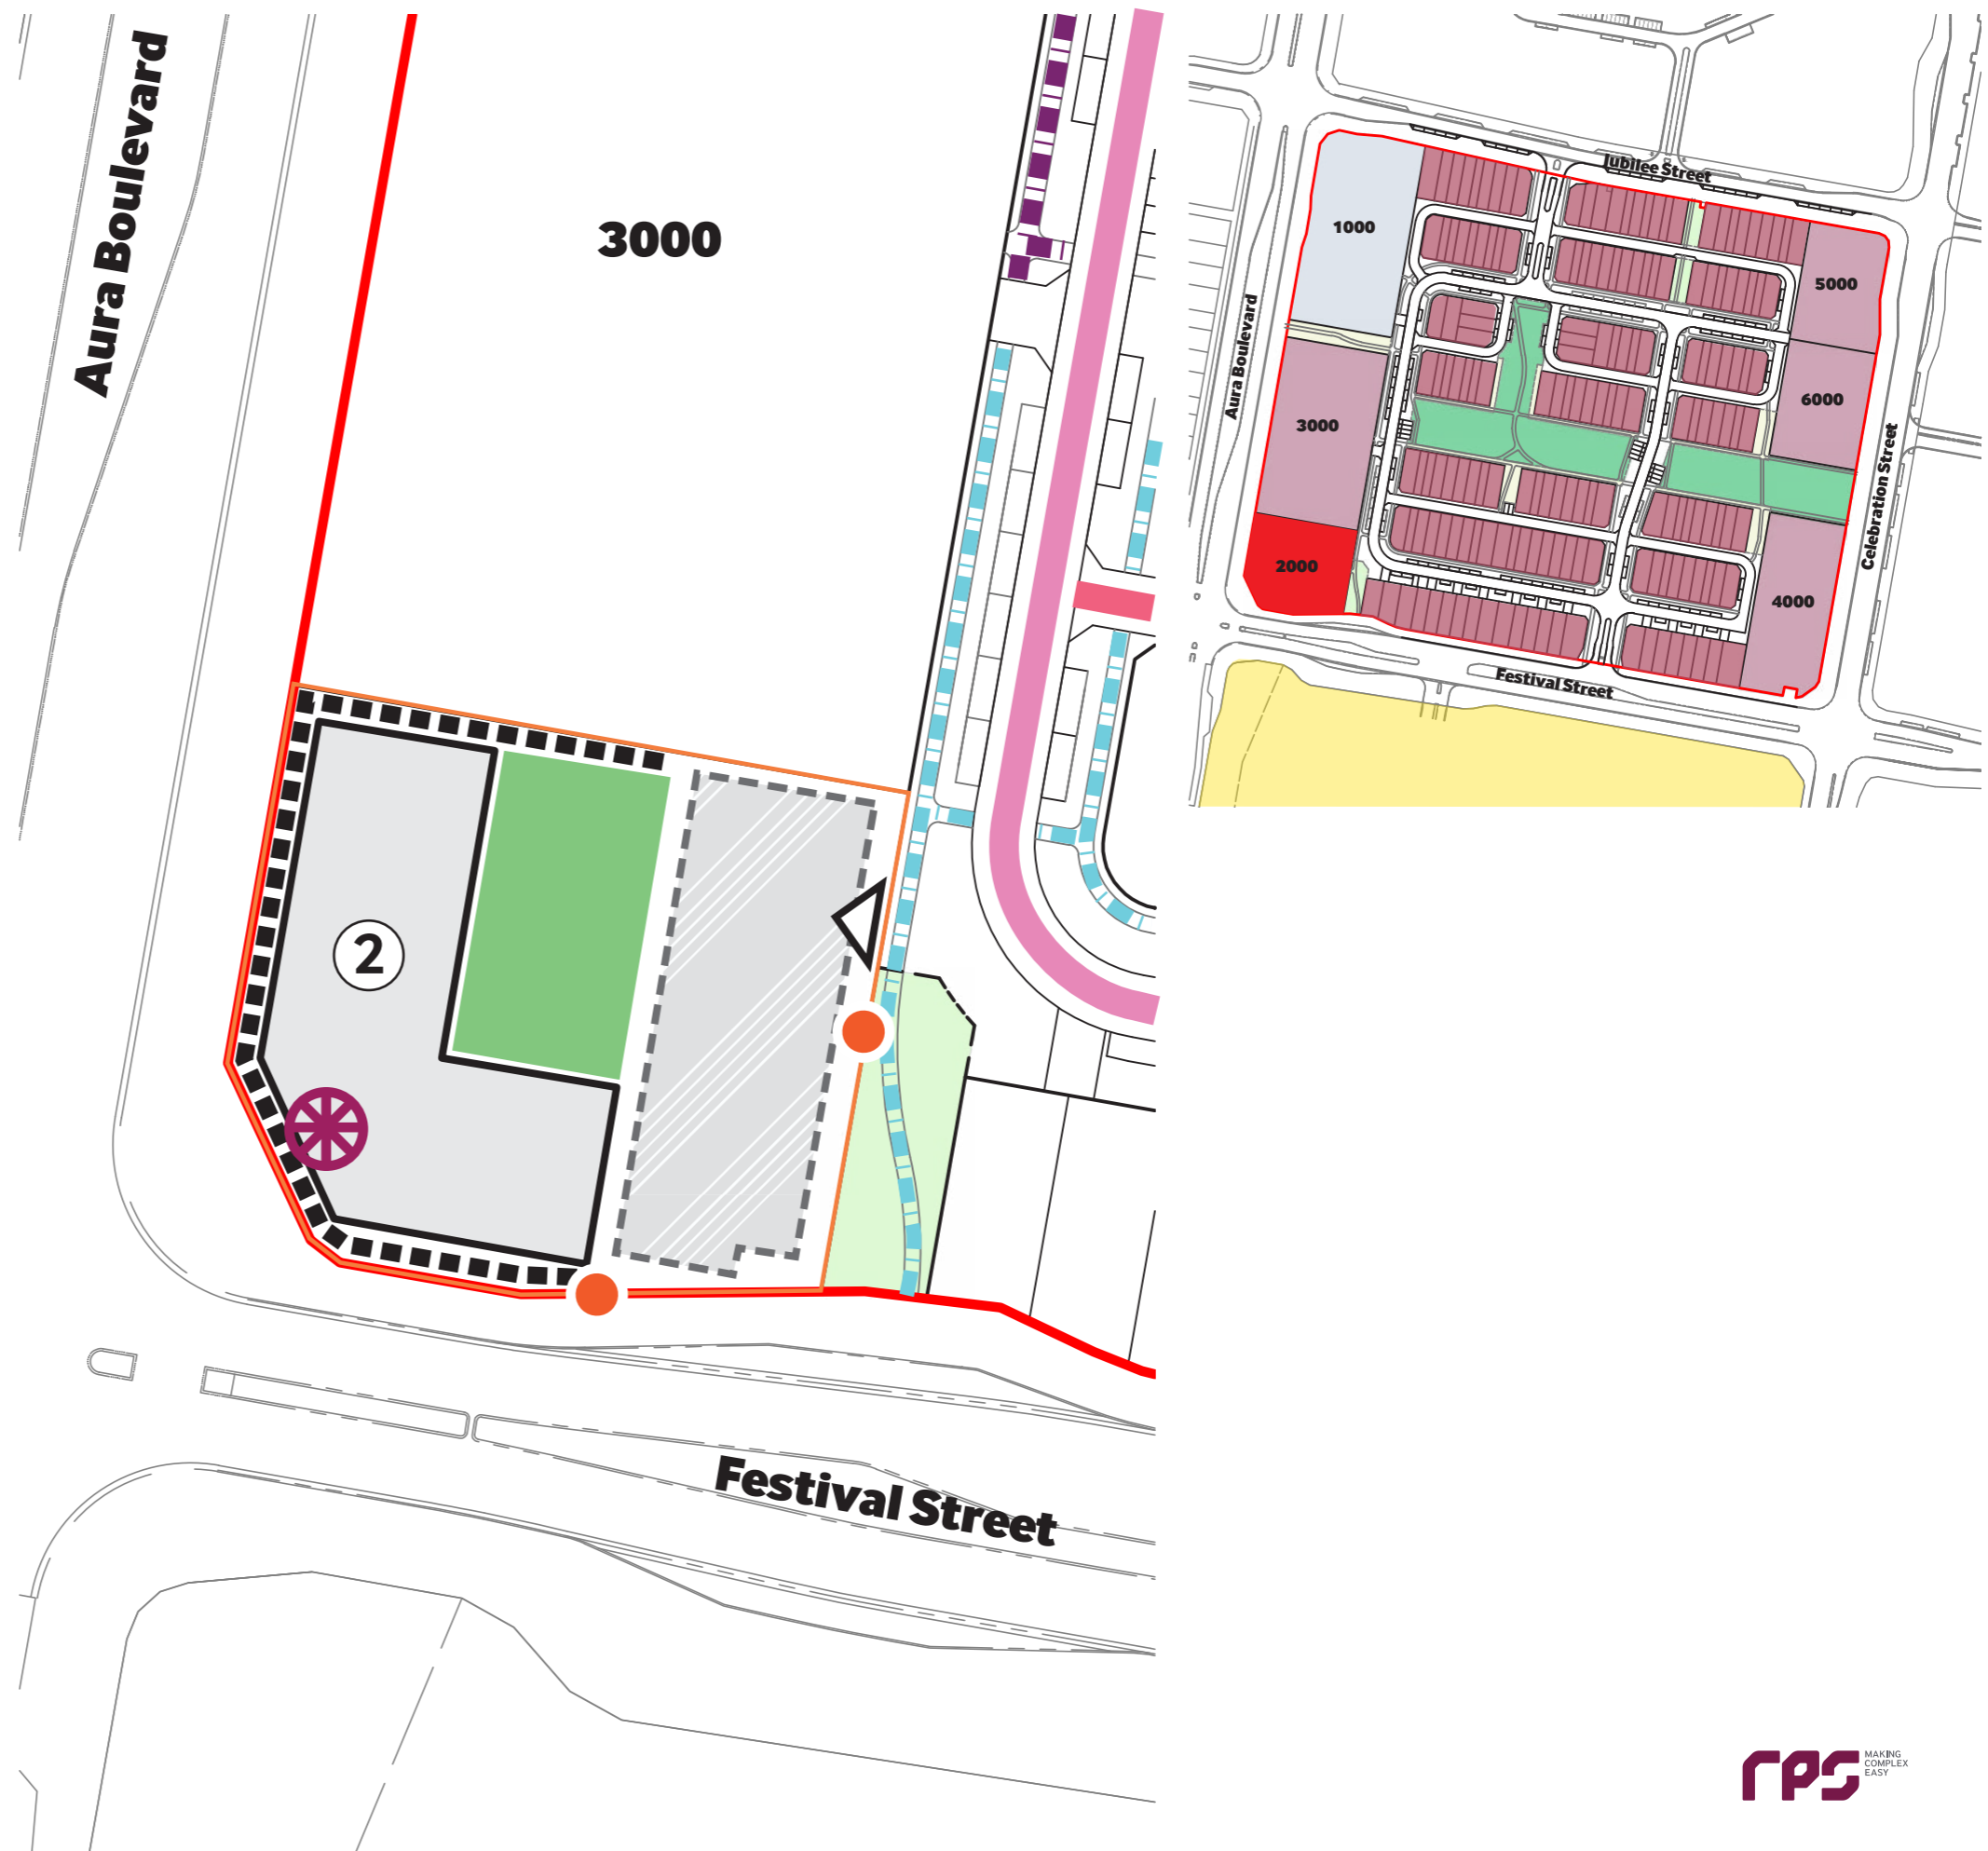 Aura Boulevard
3000
2
Festival Street
Jubilee Street
1000
5000
Aura Boulevard
6000
3000
Celebration Street
2000
4000
Festival Street
rps
MAKING
COMPLEX
EASY